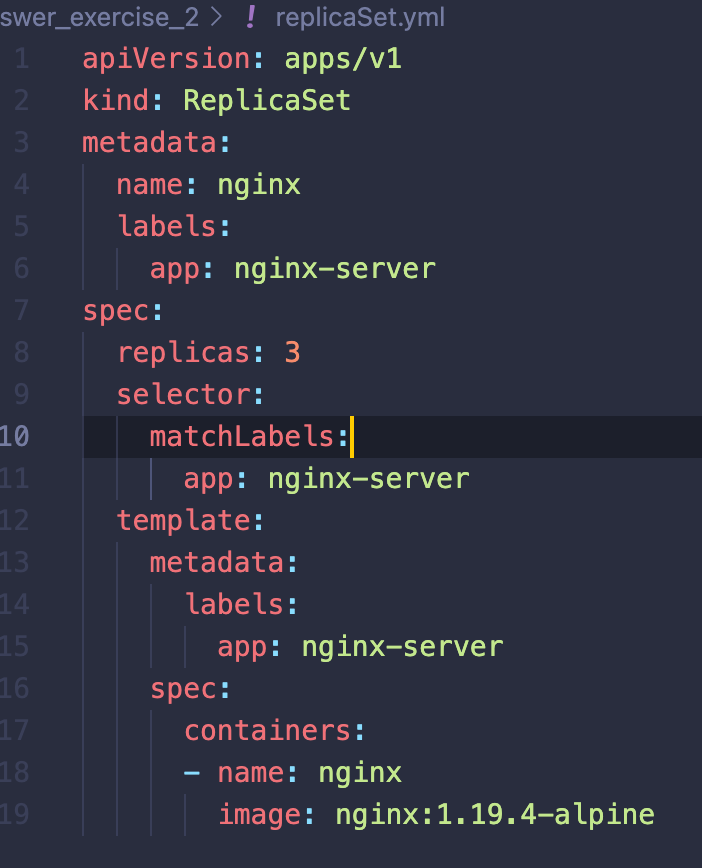 swer_exercise_2 > ! replicaSet.yml
1 apiVersion: apps/v1
2 kind: ReplicaSet
3 metadata:
4   name: nginx
5   labels:
6     app: nginx-server
7 spec:
8   replicas: 3
9   selector:
10     matchLabels:
11       app: nginx-server
12   template:
13     metadata:
14       labels:
15         app: nginx-server
16     spec:
17       containers:
18       - name: nginx
19         image: nginx:1.19.4-alpine